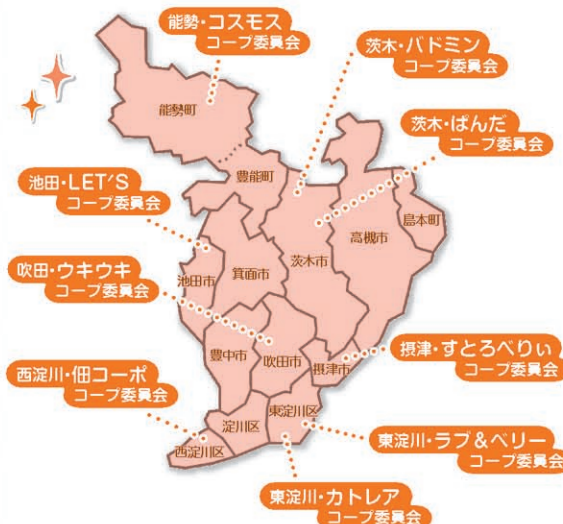 能勢・コスモス
コープ委員会
茨木・バドミン
コープ委員会
茨木・ぱんだ
コープ委員会
能勢町
豊能町
池田・LET'S
コープ委員会
島本町
高槻市
茨木市
箕面市
池田市
吹田・ウキウキ
コープ委員会
豊中市
吹田市
摂津市
摂津・すとろべりぃ
コープ委員会
西淀川・佃コーポ
コープ委員会
東淀川区
淀川区
西淀川区
東淀川・ラブ&ベリー
コープ委員会
東淀川・カトレア
コープ委員会